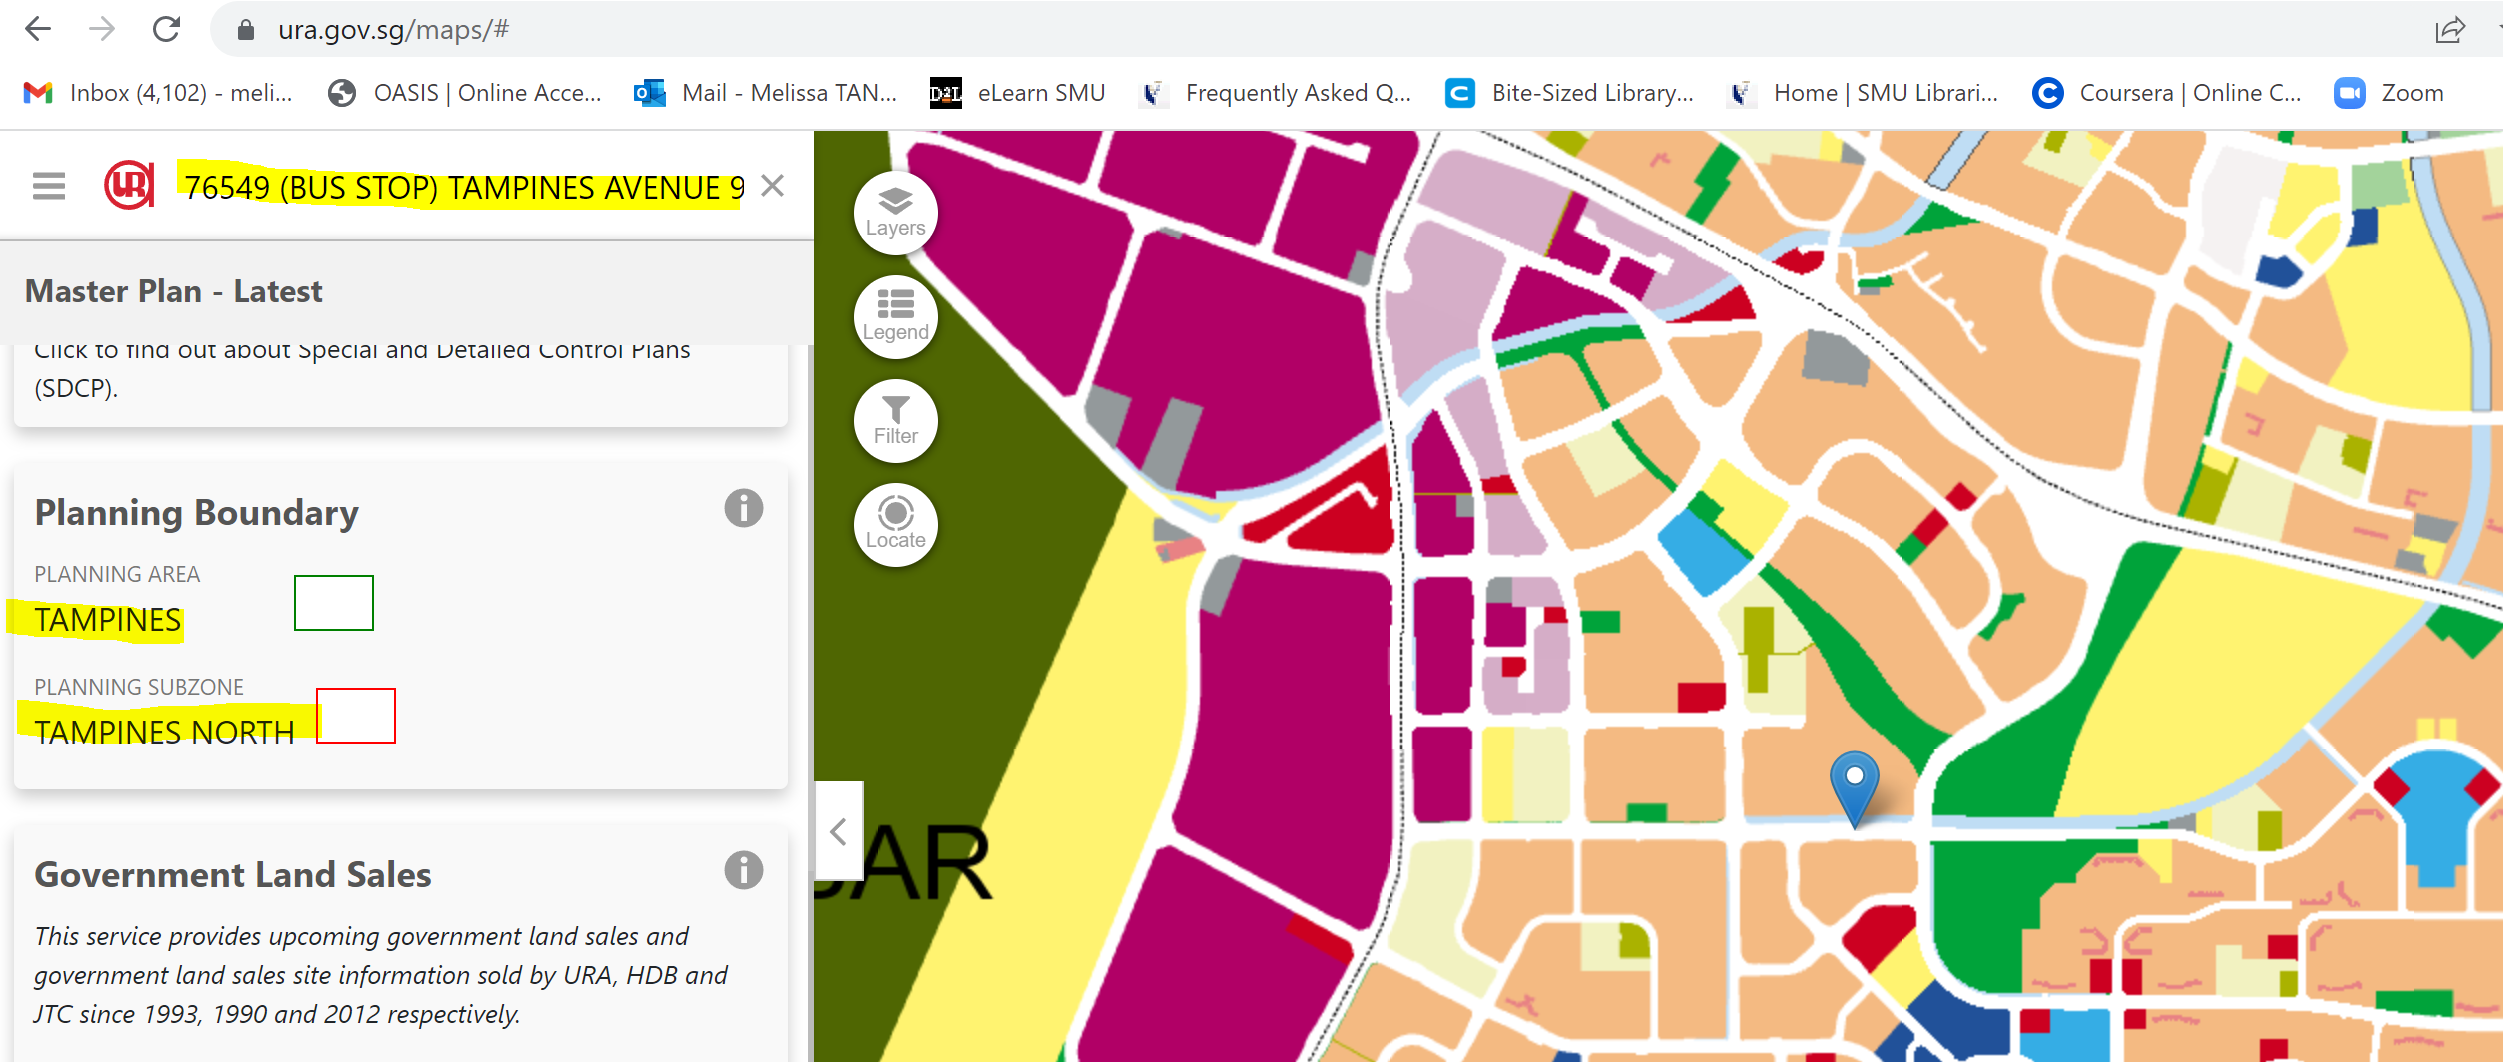 ura.gov.sg/maps/#
Inbox (4,102) - meli...
OASIS | Online Acce...
Mail - Melissa TAN...
D2L
eLearn SMU
Frequently Asked Q...
Bite-Sized Library...
Home | SMU Librari...
Coursera | Online C...
Zoom
76549 (BUS STOP) TAMPINES AVENUE 9
Master Plan - Latest
Click to find out about Special and Detailed Control Plans
(SDCP).
Planning Boundary
PLANNING AREA
TAMPINES
PLANNING SUBZONE
TAMPINES NORTH
Government Land Sales
This service provides upcoming government land sales and
government land sales site information sold by URA, HDB and
JTC since 1993, 1990 and 2012 respectively.
Layers
Legend
Filter
Locate